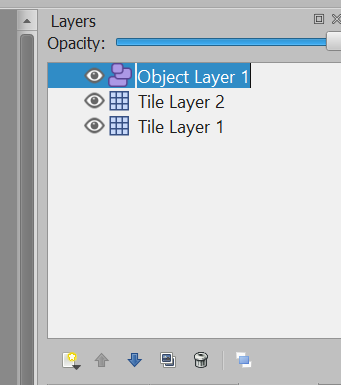 Layers
Opacity:
Object Layer 1
Tile Layer 2
Tile Layer 1